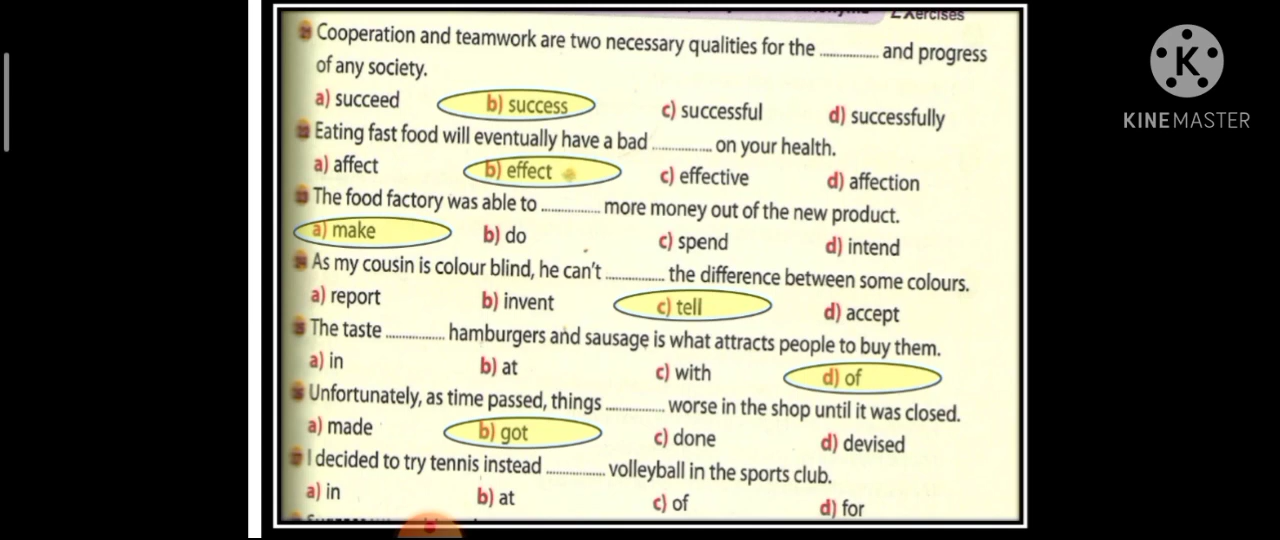 Exercises
Cooperation and teamwork are two necessary qualities for the ............... and progress
of any society.
a) succeed b) success c) successful d) successfully
Eating fast food will eventually have a bad ............... on your health.
a) affect b) effect c) effective d) affection
The food factory was able to ............... more money out of the new product.
a) make b) do c) spend d) intend
As my cousin is colour blind, he can't ............... the difference between some colours.
a) report b) invent c) tell d) accept
The taste ............... hamburgers and sausage is what attracts people to buy them.
a) in b) at c) with d) of
Unfortunately, as time passed, things ............... worse in the shop until it was closed.
a) made b) got c) done d) devised
I decided to try tennis instead ............... volleyball in the sports club.
a) in b) at c) of d) for
K
KINEMASTER